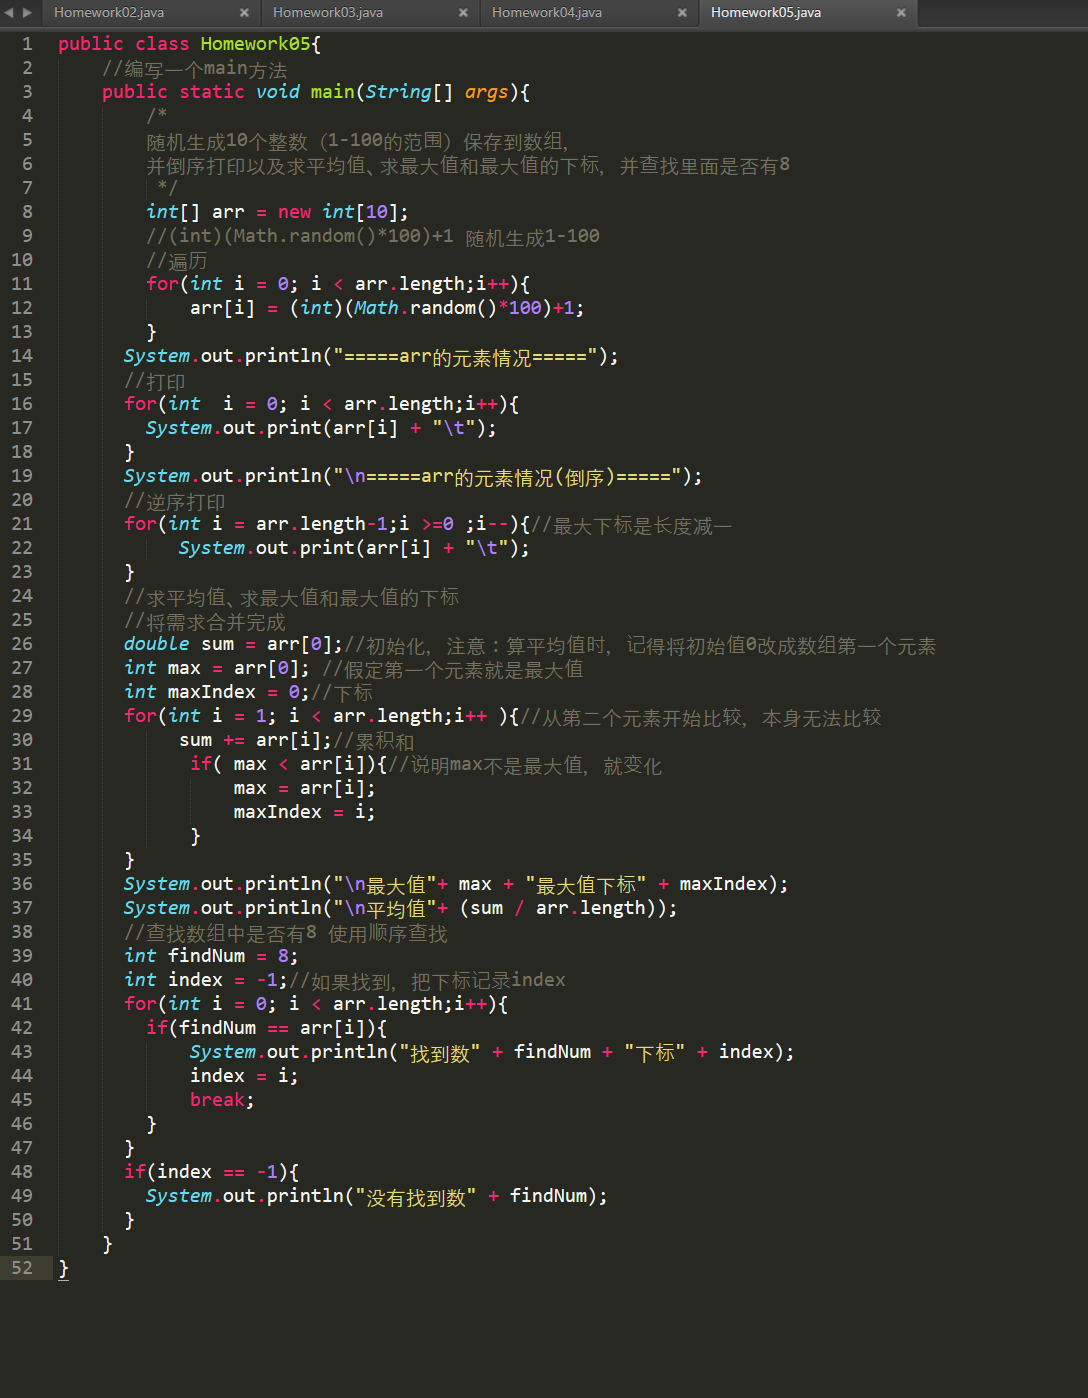 Homework02.java × Homework03.java × Homework04.java × Homework05.java ×
1 public class Homework05{
2 //编写一个main方法
3 public static void main(String[] args){
4 /*
5 随机生成10个整数（1-100的范围）保存到数组，
6 并倒序打印以及求平均值、求最大值和最大值的下标，并查找里面是否有8
7 */
8 int[] arr = new int[10];
9 //(int)(Math.random()*100)+1 随机生成1-100
10 //遍历
11 for(int i = 0; i < arr.length;i++){
12 arr[i] = (int)(Math.random()*100)+1;
13 }
14 System.out.println("=====arr的元素情况=====");
15 //打印
16 for(int  i = 0; i < arr.length;i++){
17 System.out.print(arr[i] + "\t");
18 }
19 System.out.println("\n=====arr的元素情况(倒序)=====");
20 //逆序打印
21 for(int i = arr.length-1;i >=0 ;i--){//最大下标是长度减一
22 System.out.print(arr[i] + "\t");
23 }
24 //求平均值、求最大值和最大值的下标
25 //将需求合并完成
26 double sum = arr[0];//初始化，注意：算平均值时，记得将初始值0改成数组第一个元素
27 int max = arr[0]; //假定第一个元素就是最大值
28 int maxIndex = 0;//下标
29 for(int i = 1; i < arr.length;i++ ){//从第二个元素开始比较，本身无法比较
30 sum += arr[i];//累积和
31 if( max < arr[i]){//说明max不是最大值，就变化
32 max = arr[i];
33 maxIndex = i;
34 }
35 }
36 System.out.println("\n最大值"+ max + "最大值下标" + maxIndex);
37 System.out.println("\n平均值"+ (sum / arr.length));
38 //查找数组中是否有8 使用顺序查找
39 int findNum = 8;
40 int index = -1;//如果找到，把下标记录index
41 for(int i = 0; i < arr.length;i++){
42 if(findNum == arr[i]){
43 System.out.println("找到数" + findNum + "下标" + index);
44 index = i;
45 break;
46 }
47 }
48 if(index == -1){
49 System.out.println("没有找到数" + findNum);
50 }
51 }
52 }